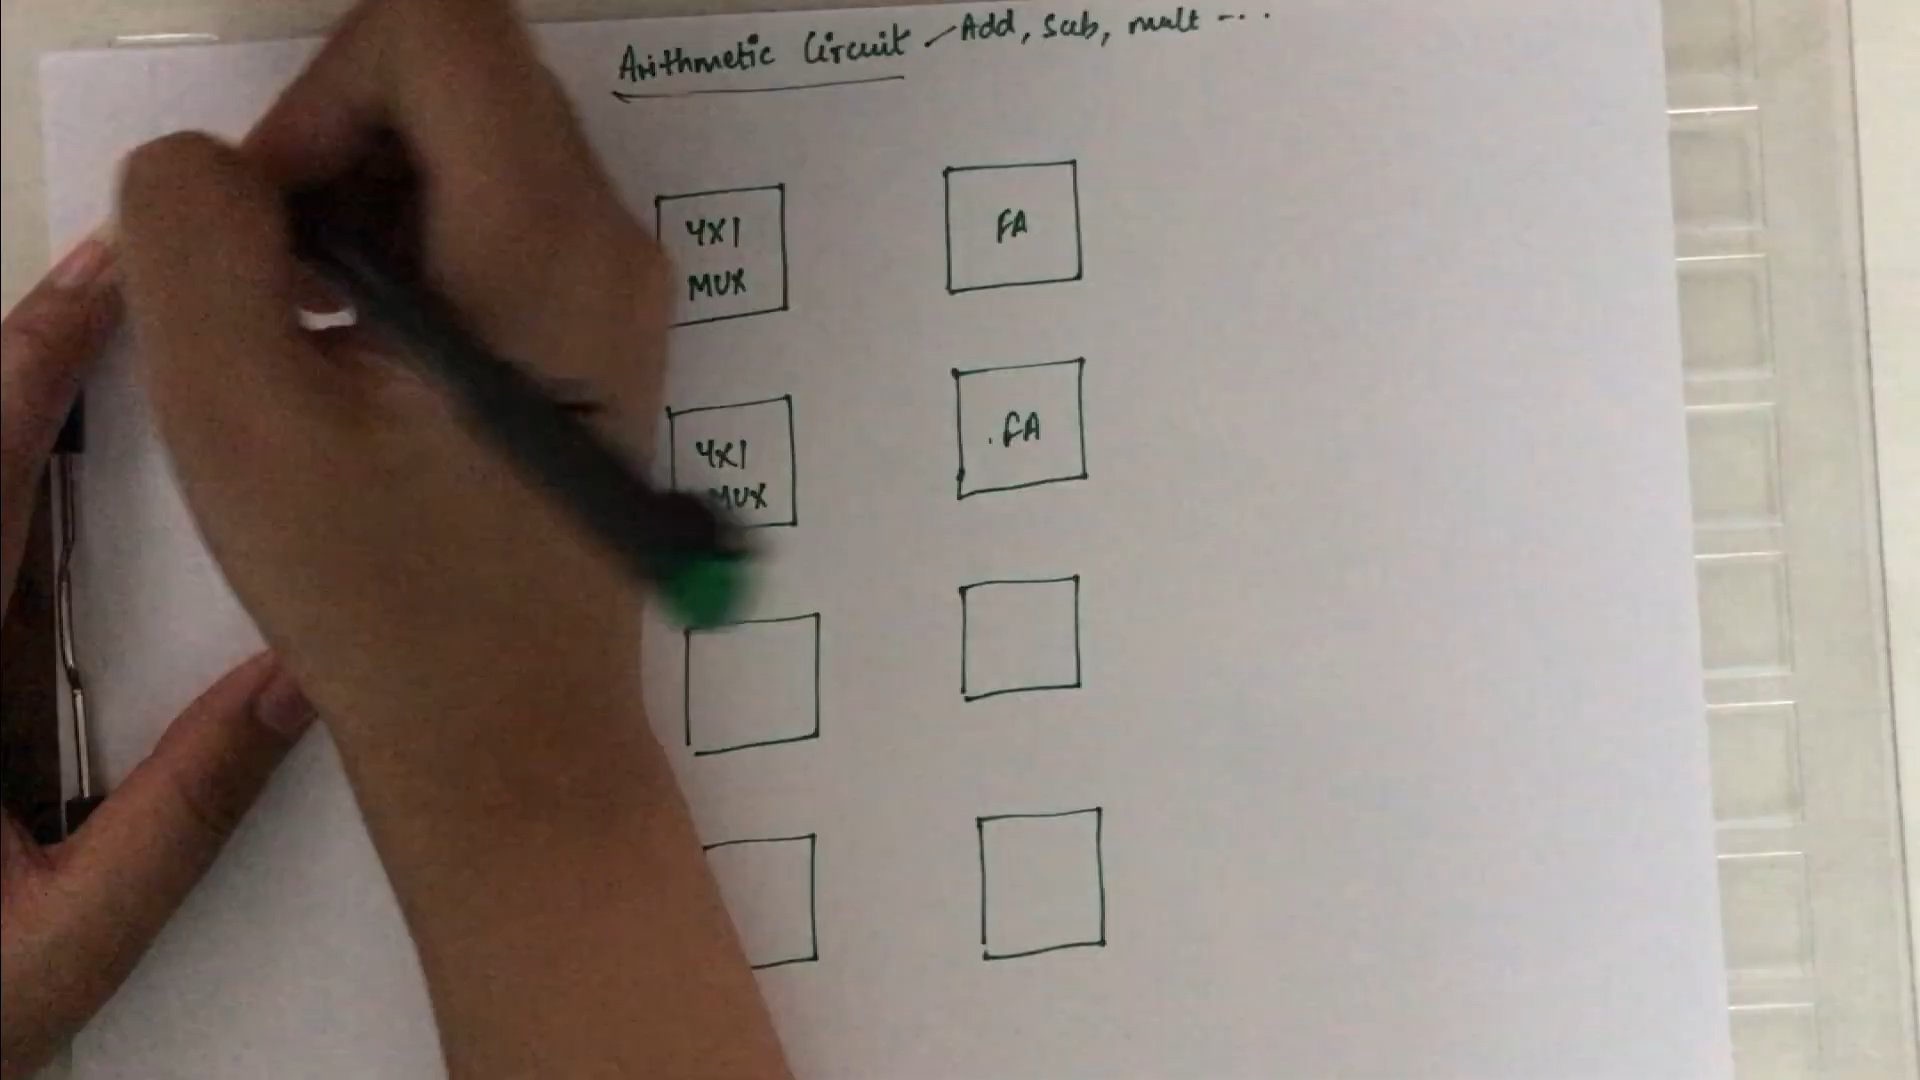 Arithmetic Circuit - Add, sub, mult ---
4X1
MUX
FA
4X1
MUX
FA